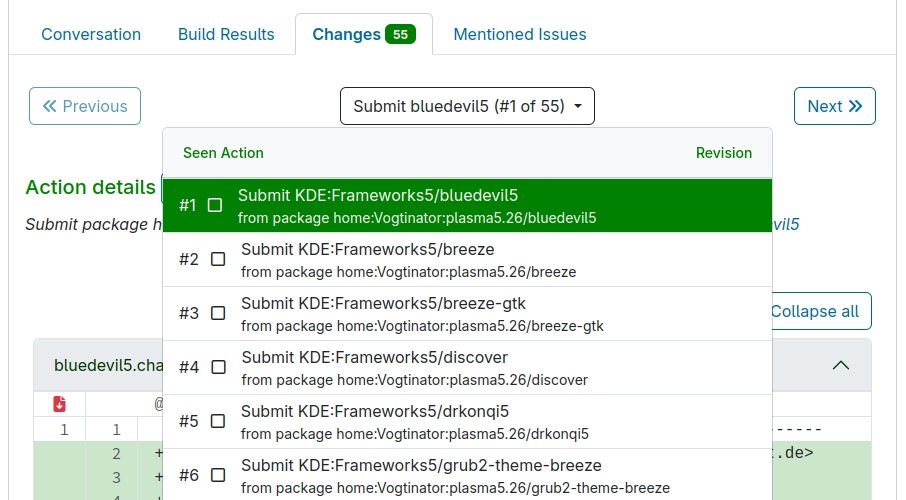 Conversation
Build Results
Changes 55
Mentioned Issues
Previous
Submit bluedevil5 (#1 of 55)
Next
Seen Action
Revision
Action details
Submit package h
vil5
#1 Submit KDE:Frameworks5/bluedevil5
from package home:Vogtinator:plasma5.26/bluedevil5
#2 Submit KDE:Frameworks5/breeze
from package home:Vogtinator:plasma5.26/breeze
#3 Submit KDE:Frameworks5/breeze-gtk
from package home:Vogtinator:plasma5.26/breeze-gtk
Collapse all
#4 Submit KDE:Frameworks5/discover
from package home:Vogtinator:plasma5.26/discover
bluedevil5.cha
#5 Submit KDE:Frameworks5/drkonqi5
from package home:Vogtinator:plasma5.26/drkonqi5
#6 Submit KDE:Frameworks5/grub2-theme-breeze
from package home:Vogtinator:plasma5.26/grub2-theme-breeze
@
1 1 ------
2 + t.de>
3 +